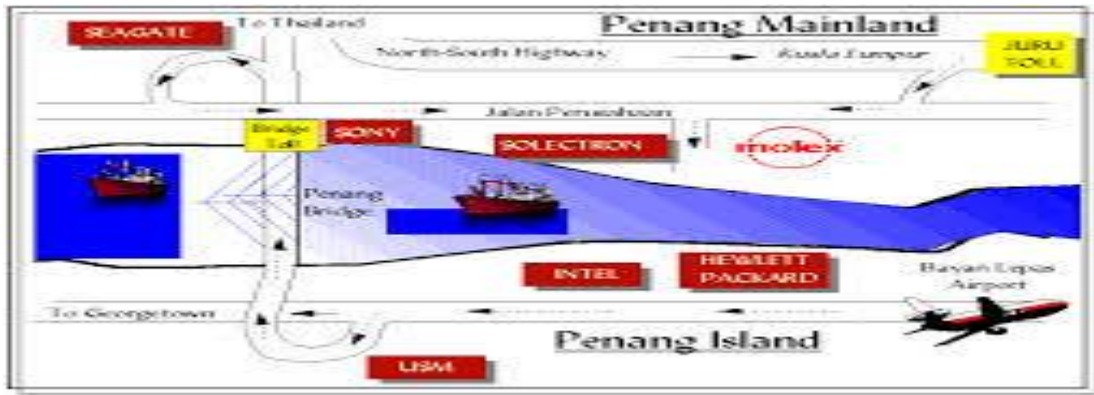 To Thailand
Penang Mainland
SEAGATE
North-South Highway
Kuala Lumpur
JURU
TOLL
Jalan Perusahaan
Bridge
Toll
SONY
SOLECTRON
molex
Penang
Bridge
INTEL
HEWLETT
PACKARD
Bayan Lepas
Airport
To Georgetown
Penang Island
USM